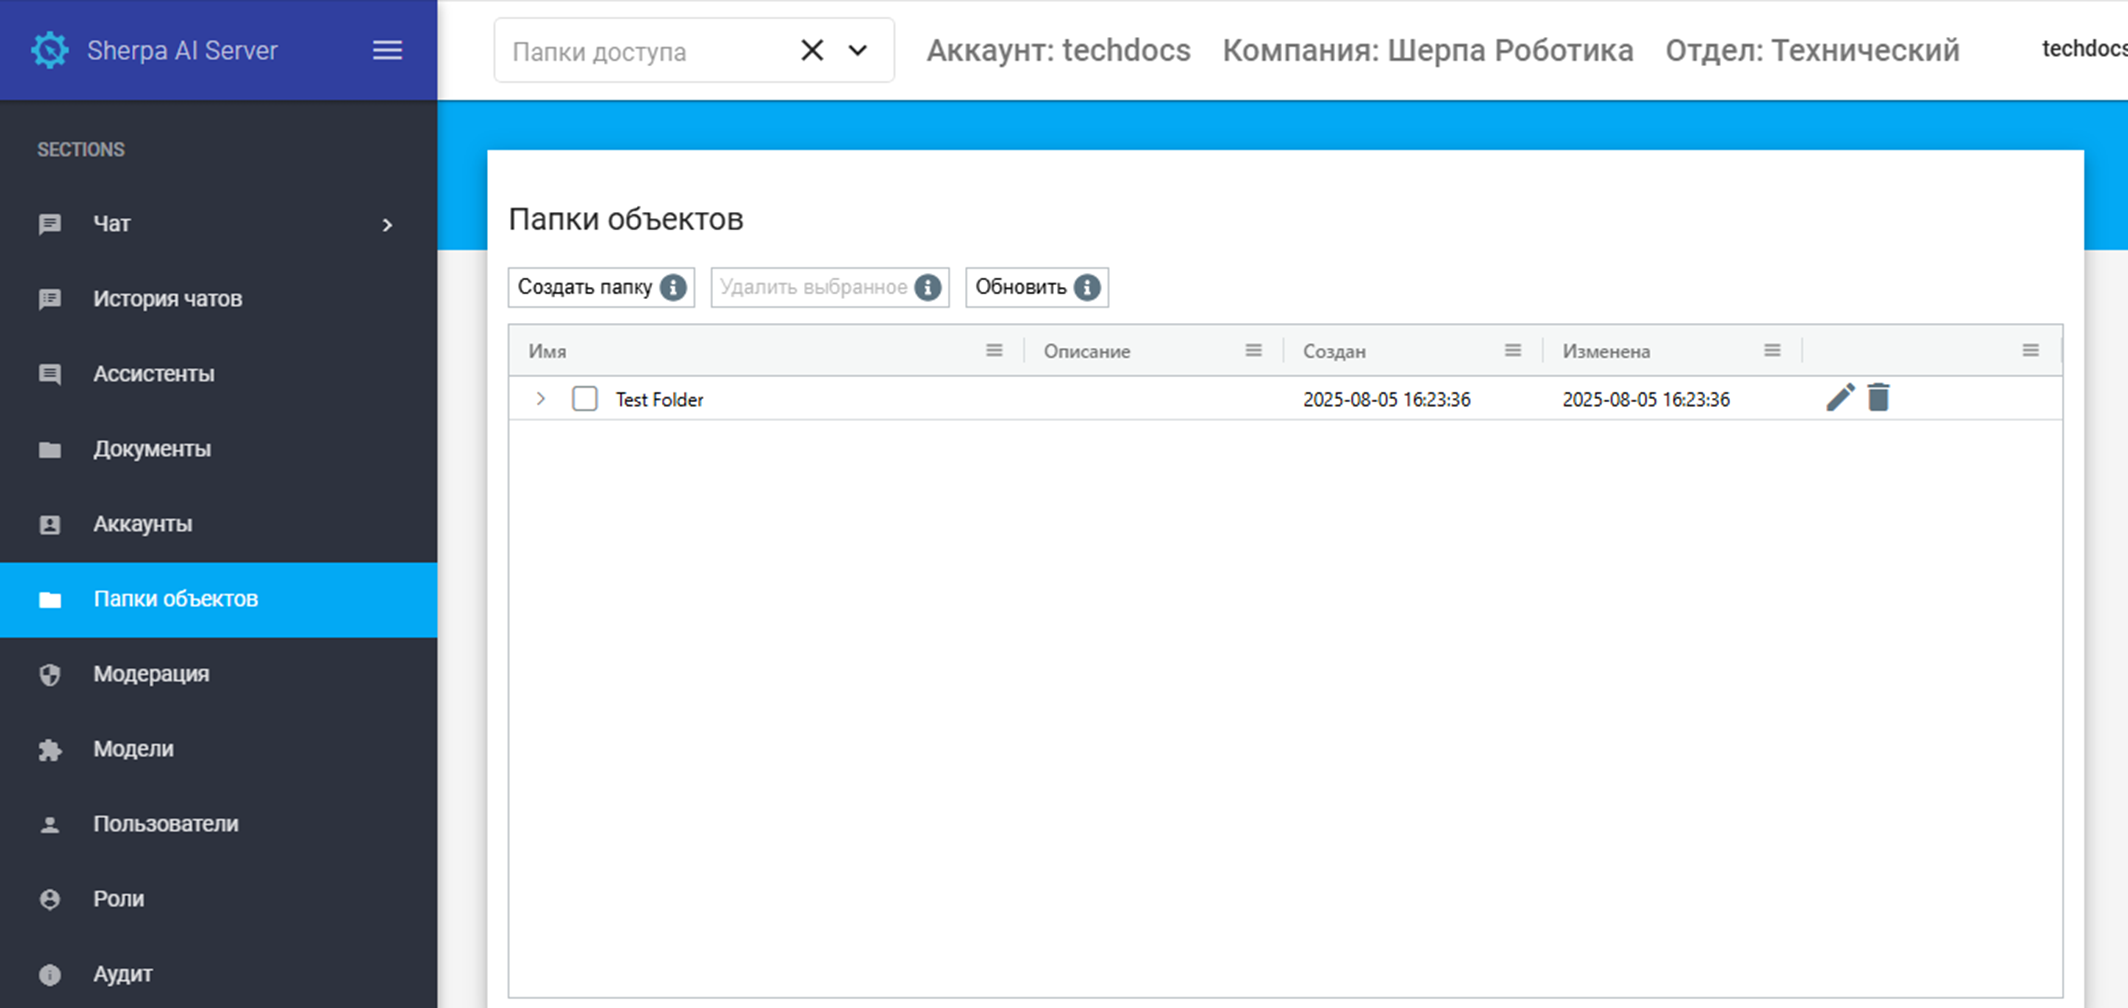 Sherpa AI Server
Папки доступа
Аккаунт: techdocs Компания: Шерпа Роботика Отдел: Технический
techdocs
SECTIONS
Чат
История чатов
Ассистенты
Документы
Аккаунты
Папки объектов
Модерация
Модели
Пользователи
Роли
Аудит
Папки объектов
Создать папку
Удалить выбранное
Обновить
Имя Описание Создан Изменена
Test Folder 2025-08-05 16:23:36 2025-08-05 16:23:36